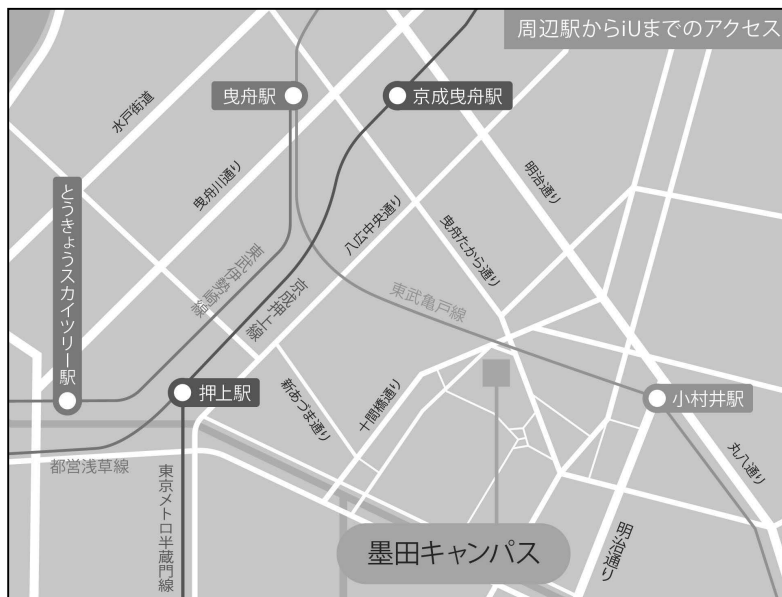 周辺駅からiUまでのアクセス
曳舟駅
京成曳舟駅
水戸街道
曳舟川通り
明治通り
八広中央通り
曳舟たから通り
とうきょうスカイツリー駅
東武伊勢崎線
京成押上線
東武亀戸線
押上駅
新あづま通り
十間橋通り
小村井駅
丸八通り
都営浅草線
東京メトロ半蔵門線
明治通り
墨田キャンパス